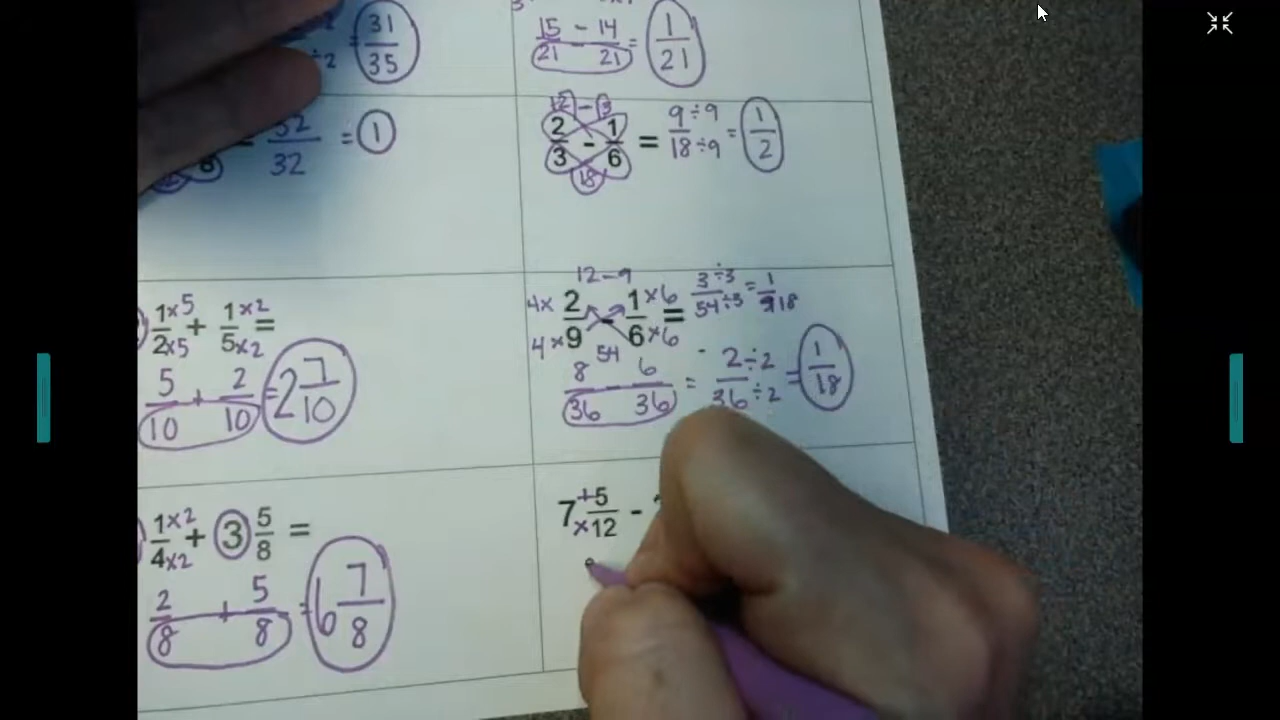 ÷2 = 31/35
15/21 - 14/21 = 1/21
32/32 = 1
8
12 - 3
2/3 - 1/6 = 9÷9/18÷9 = 1/2
18
1×5/2×5 + 1×2/5×2 =
5/10 + 2/10 = 2 7/10
12 - 9
4×2/4×9 - 1×6/6×6 = 3÷3/54÷3 = 1/18
54
8/36 - 6/36 = 2÷2/36÷2 = 1/18
1×2/4×2 + 3 5/8 =
2/8 + 5/8 = 6 7/8
7 + 5/×12 -